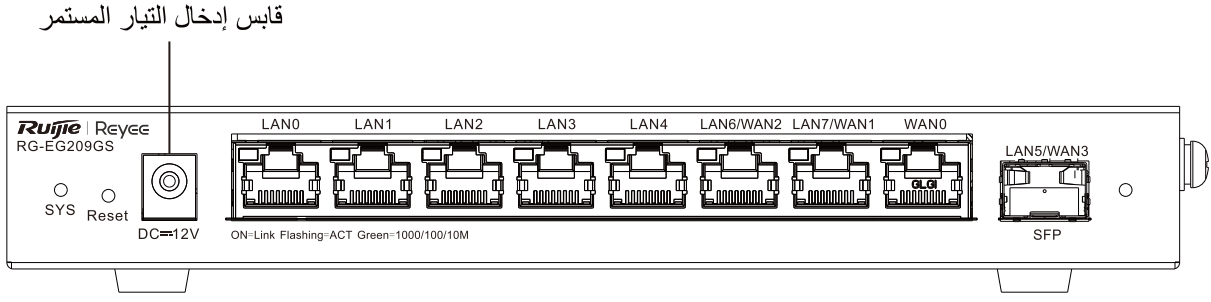 قابس إدخال التيار المستمر
Ruijie | Reyee
RG-EG209GS
LAN0 LAN1 LAN2 LAN3 LAN4 LAN6/WAN2 LAN7/WAN1 WAN0
LAN5/WAN3
GLGI
SYS
Reset
DC⎓12V
ON=Link Flashing=ACT Green=1000/100/10M
SFP